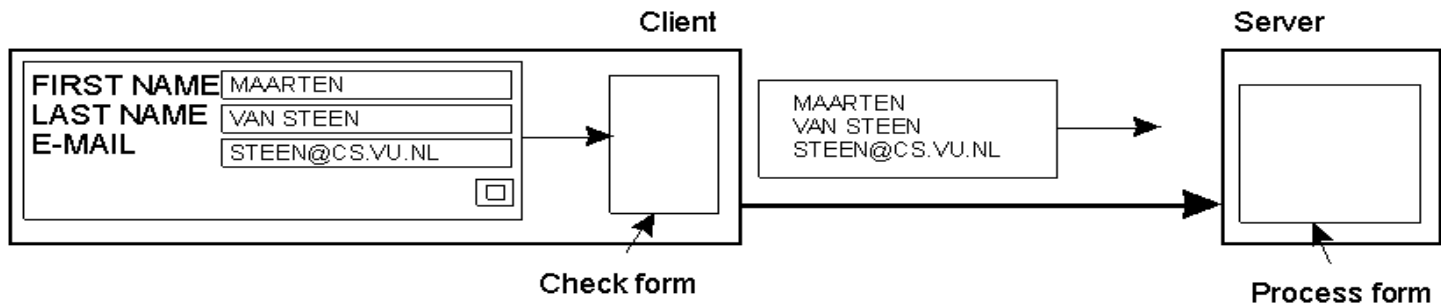 Client
Server
FIRST NAME MAARTEN
LAST NAME VAN STEEN
E-MAIL STEEN@CS.VU.NL
MAARTEN
VAN STEEN
STEEN@CS.VU.NL
Check form
Process form